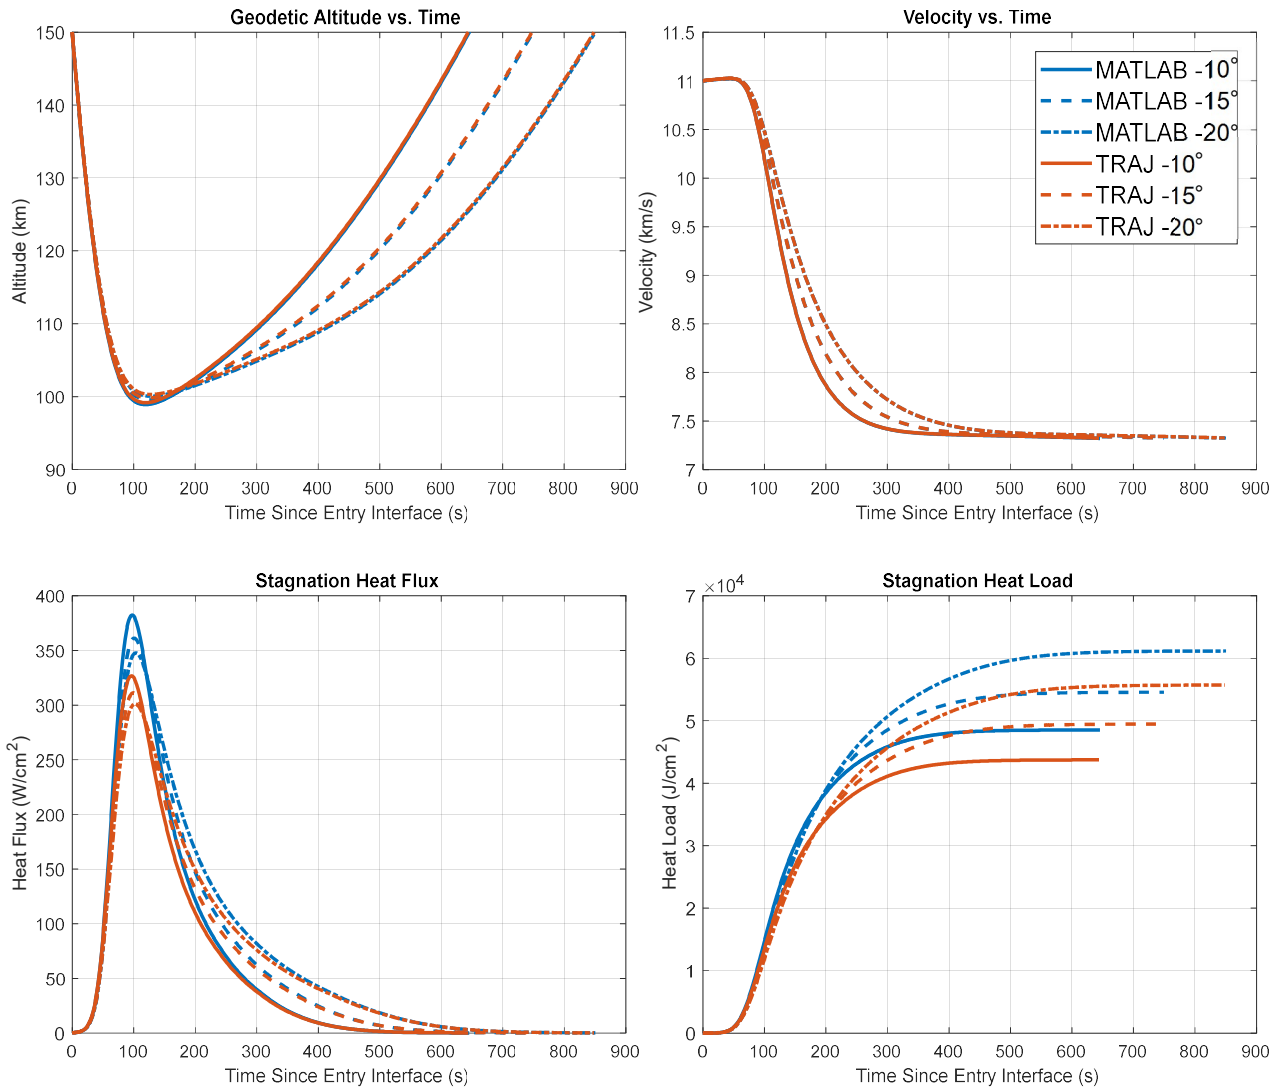 Geodetic Altitude vs. Time
150
140
130
120
110
100
90
Altitude (km)
0 100 200 300 400 500 600 700 800 900
Time Since Entry Interface (s)
Velocity vs. Time
11.5
11
10.5
10
9.5
9
8.5
8
7.5
7
Velocity (km/s)
MATLAB -10°
MATLAB -15°
MATLAB -20°
TRAJ -10°
TRAJ -15°
TRAJ -20°
0 100 200 300 400 500 600 700 800 900
Time Since Entry Interface (s)
Stagnation Heat Flux
400
350
300
250
200
150
100
50
0
Heat Flux (W/cm²)
0 100 200 300 400 500 600 700 800 900
Time Since Entry Interface (s)
Stagnation Heat Load
×10⁴
7
6
5
4
3
2
1
0
Heat Load (J/cm²)
0 100 200 300 400 500 600 700 800 900
Time Since Entry Interface (s)